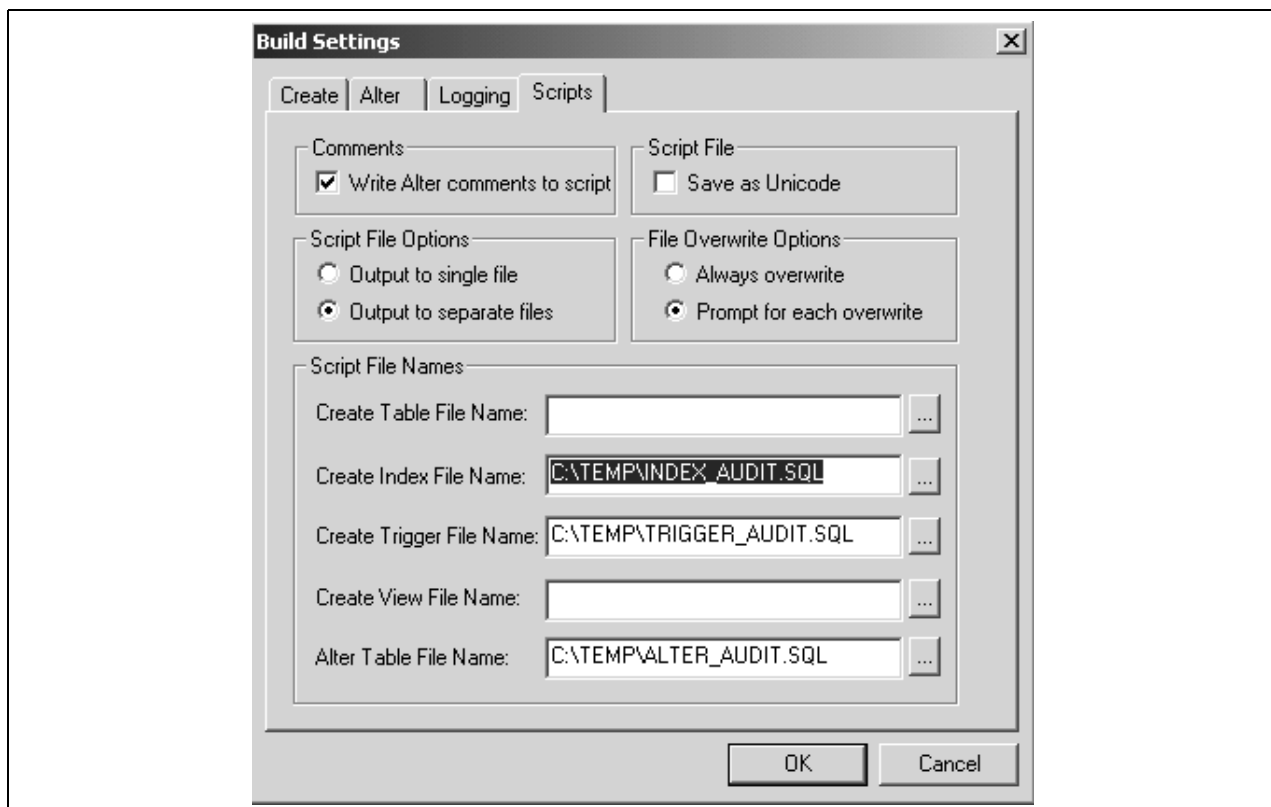 Build Settings
Create Alter Logging Scripts
Comments
Write Alter comments to script
Script File
Save as Unicode
Script File Options
Output to single file
Output to separate files
File Overwrite Options
Always overwrite
Prompt for each overwrite
Script File Names
Create Table File Name:
...
Create Index File Name: C:\TEMP\INDEX_AUDIT.SQL ...
Create Trigger File Name: C:\TEMP\TRIGGER_AUDIT.SQL ...
Create View File Name: ...
Alter Table File Name: C:\TEMP\ALTER_AUDIT.SQL ...
OK Cancel